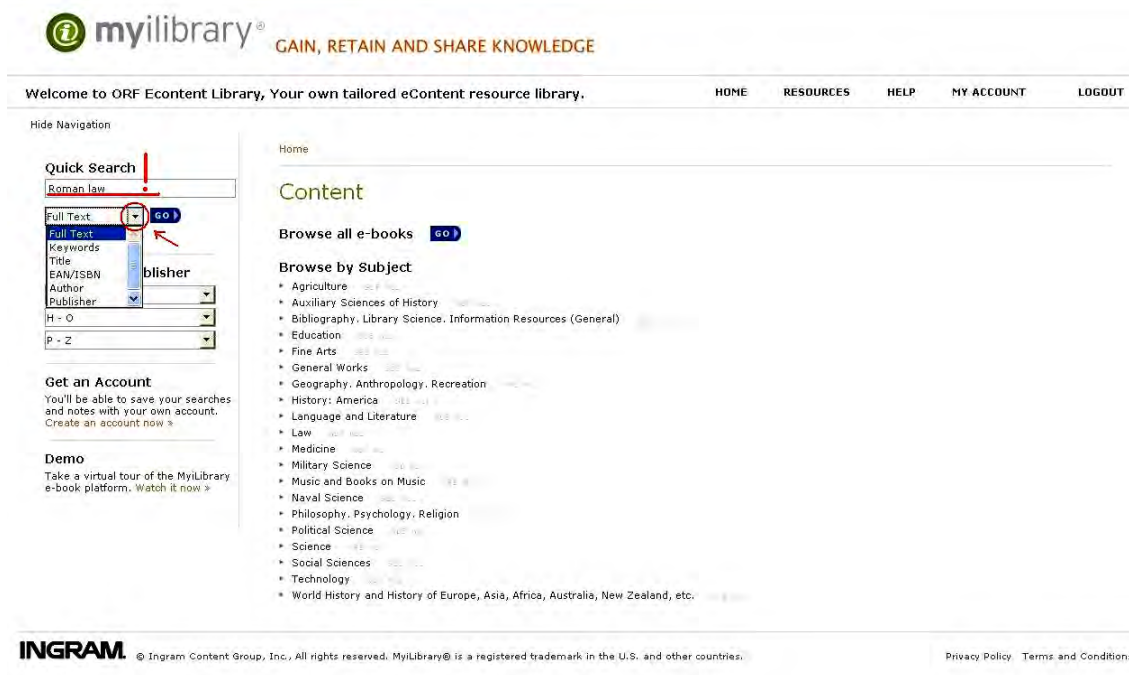 myilibrary®
GAIN, RETAIN AND SHARE KNOWLEDGE
Welcome to ORF Econtent Library, Your own tailored eContent resource library.
HOME RESOURCES HELP MY ACCOUNT LOGOUT
Hide Navigation
Quick Search
Roman law
Full Text GO
Full Text
Keywords
Title
EAN/ISBN
Author
Publisher
blisher
H - O
P - Z
Get an Account
You'll be able to save your searches
and notes with your own account.
Create an account now »
Demo
Take a virtual tour of the MyiLibrary
e-book platform. Watch it now »
Home
Content
Browse all e-books GO
Browse by Subject
Agriculture
Auxiliary Sciences of History
Bibliography. Library Science. Information Resources (General)
Education
Fine Arts
General Works
Geography. Anthropology. Recreation
History: America
Language and Literature
Law
Medicine
Military Science
Music and Books on Music
Naval Science
Philosophy. Psychology. Religion
Political Science
Science
Social Sciences
Technology
World History and History of Europe, Asia, Africa, Australia, New Zealand, etc.
INGRAM. © Ingram Content Group, Inc., All rights reserved. MyiLibrary® is a registered trademark in the U.S. and other countries.
Privacy Policy Terms and Condition